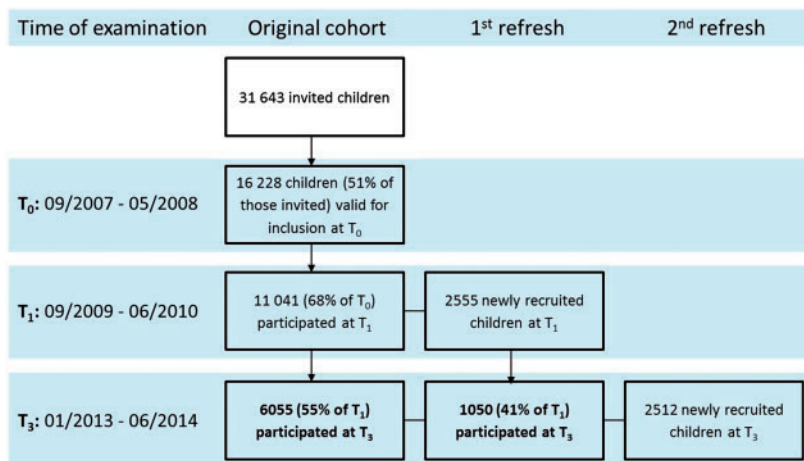 Time of examination Original cohort 1st refresh 2nd refresh
31 643 invited children
T0: 09/2007 - 05/2008
16 228 children (51% of
those invited) valid for
inclusion at T0
T1: 09/2009 - 06/2010
11 041 (68% of T0)
participated at T1
2555 newly recruited
children at T1
T3: 01/2013 - 06/2014
6055 (55% of T1)
participated at T3
1050 (41% of T1)
participated at T3
2512 newly recruited
children at T3